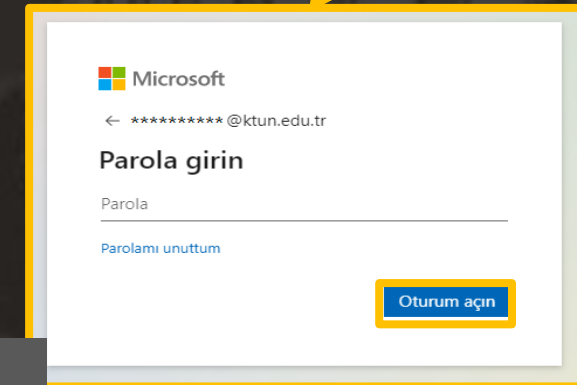 Microsoft
← **********@ktun.edu.tr
Parola girin
Parola
Parolamı unuttum
Oturum açın